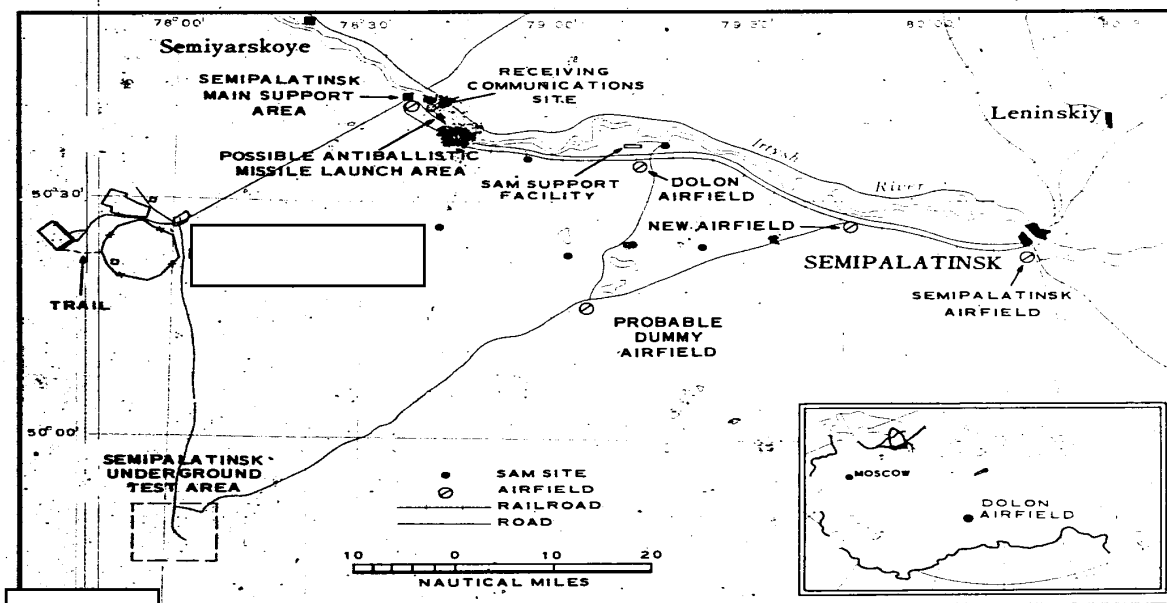 78°00'
78°30'
79°00'
79°30'
80°00'
Semiyarskoye
SEMIPALATINSK
MAIN SUPPORT
AREA
RECEIVING
COMMUNICATIONS
SITE
Leninskiy
POSSIBLE ANTIBALLISTIC
MISSILE LAUNCH AREA
Irtysh
River
50°30'
SAM SUPPORT
FACILITY
DOLON
AIRFIELD
NEW AIRFIELD
SEMIPALATINSK
SEMIPALATINSK
AIRFIELD
TRAIL
PROBABLE
DUMMY
AIRFIELD
50°00'
SEMIPALATINSK
UNDERGROUND
TEST AREA
SAM SITE
AIRFIELD
RAILROAD
ROAD
10 0 20
NAUTICAL MILES
MOSCOW
DOLON
AIRFIELD